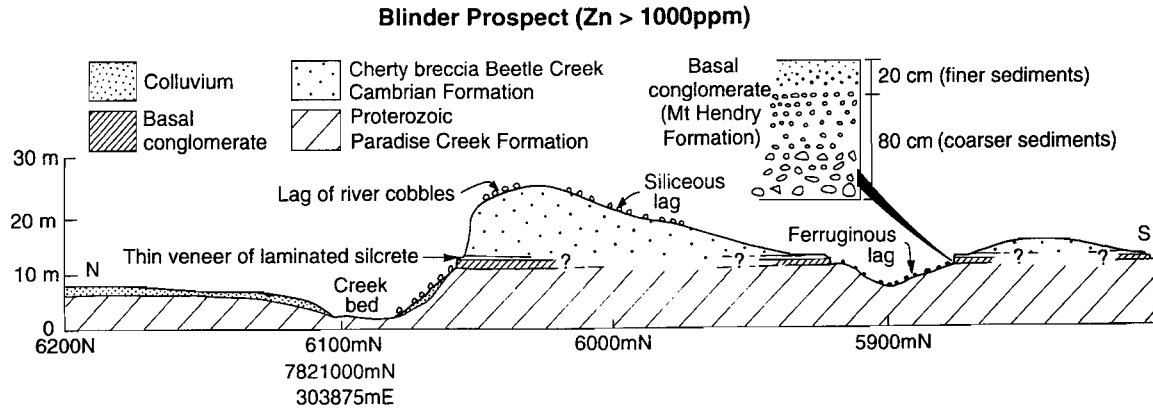 Blinder Prospect (Zn > 1000ppm)
Colluvium
Basal
conglomerate
Cherty breccia Beetle Creek
Cambrian Formation
Proterozoic
Paradise Creek Formation
Basal
conglomerate
(Mt Hendry
Formation)
20 cm (finer sediments)
80 cm (coarser sediments)
30 m
20 m
10 m
0
Lag of river cobbles
Siliceous
lag
Thin veneer of laminated silcrete
Ferruginous
lag
N
S
Creek
bed
?
?
?
?
6200N
6100mN
6000mN
5900mN
7821000mN
303875mE